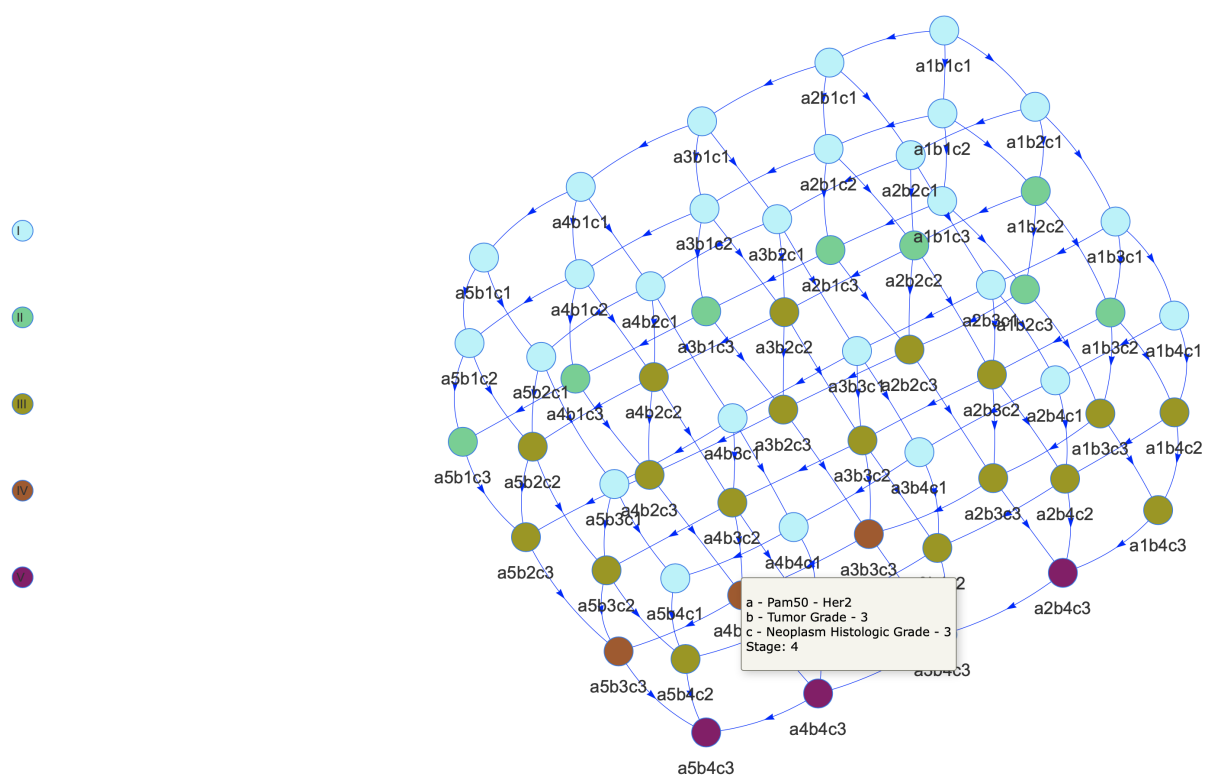 a1b1c1
a2b1c1
a1b2c1
a1b1c2
a3b1c1
a2b1c2
a2b2c1
a4b1c1
a1b2c2
I
a1b1c3
a3b1c2
a3b2c1
a1b3c1
a2b1c3
a2b2c2
a5b1c1
a4b1c2
II
a4b2c1
a2b3c1
a1b2c3
a3b1c3
a3b2c2
a1b3c2
a1b4c1
a5b1c2
a3b3c1
a2b2c3
a5b2c1
III
a4b1c3
a4b2c2
a2b3c2
a2b4c1
a3b2c3
a1b3c3
a1b4c2
a4b3c1
a5b1c3
a5b2c2
a3b3c2
a3b4c1
IV
a4b2c3
a5b3c1
a2b3c3
a2b4c2
a4b3c2
a1b4c3
a4b4c1
a3b3c3
a5b2c3
V
a5b3c2
a5b4c1
a2b4c3
a - Pam50 - Her2
b - Tumor Grade - 3
c - Neoplasm Histologic Grade - 3
Stage: 4
a3b4c3
a5b3c3
a5b4c2
a4b4c3
a5b4c3